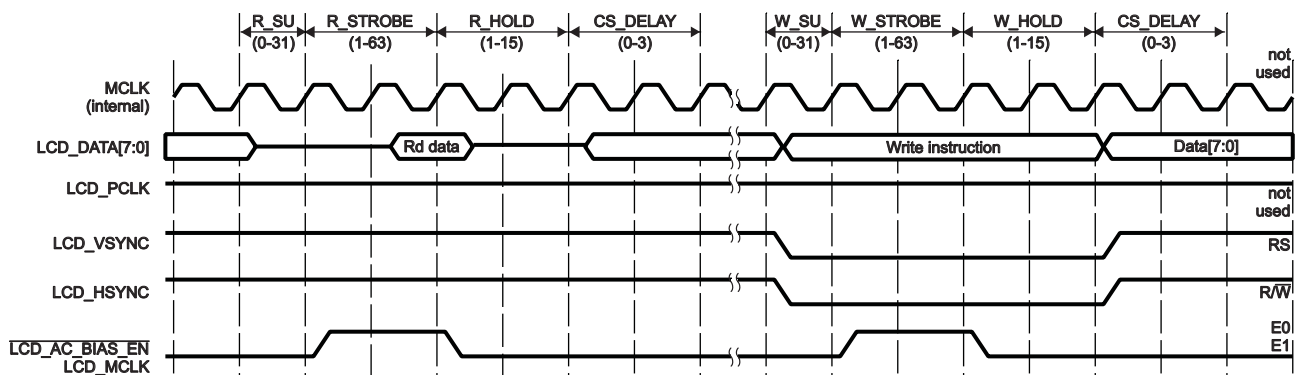 R_SU R_STROBE R_HOLD CS_DELAY W_SU W_STROBE W_HOLD CS_DELAY
(0-31) (1-63) (1-15) (0-3) (0-31) (1-63) (1-15) (0-3)
not
used
MCLK
(internal)
LCD_DATA[7:0] Rd data Write instruction Data[7:0]
LCD_PCLK
not
used
LCD_VSYNC RS
LCD_HSYNC R/W̅
E0
LCD_AC_BIAS_EN E1
LCD_MCLK